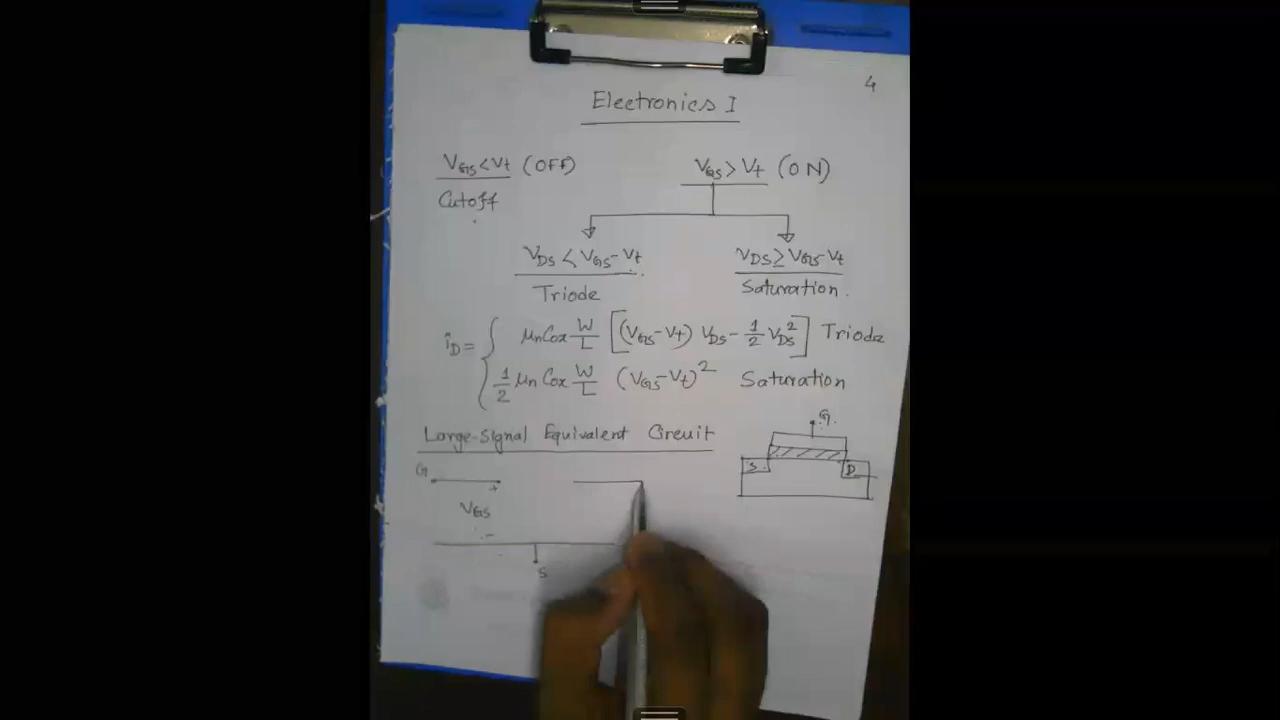 4
Electronics I
VGS < Vt (OFF)
Cutoff
VGS > Vt (ON)
VDS < VGS - Vt
Triode
VDS ≥ VGS - Vt
Saturation.
iD = { μnCox W/L [(VGS - Vt) VDS - 1/2 VDS²] Triode
1/2 μnCox W/L (VGS - Vt)² Saturation
Large-Signal Equivalent Circuit
G
+
VGS
-
S
G
S
D